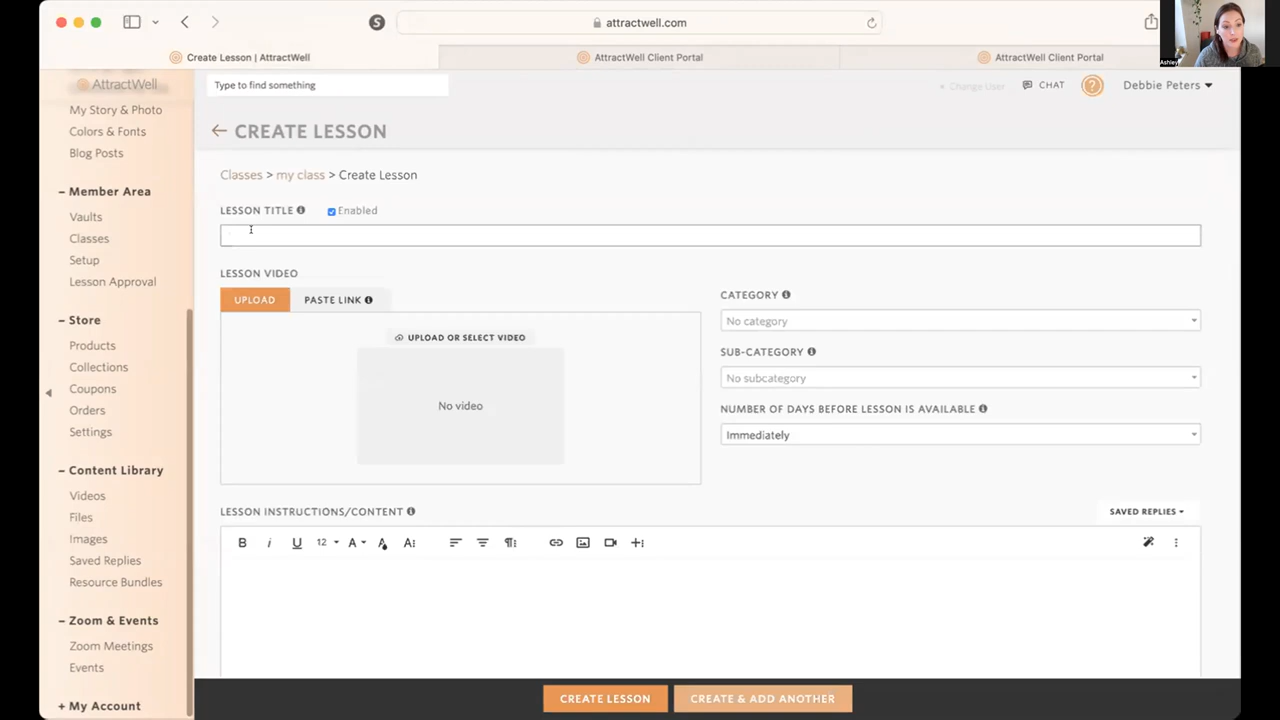 attractwell.com
Create Lesson | AttractWell
AttractWell Client Portal
AttractWell Client Portal
Ashley
AttractWell
Type to find something
Change User
CHAT
?
Debbie Peters
My Story & Photo
Colors & Fonts
Blog Posts
– Member Area
Vaults
Classes
Setup
Lesson Approval
– Store
Products
Collections
Coupons
Orders
Settings
– Content Library
Videos
Files
Images
Saved Replies
Resource Bundles
– Zoom & Events
Zoom Meetings
Events
+ My Account
← CREATE LESSON
Classes > my class > Create Lesson
LESSON TITLE
Enabled
LESSON VIDEO
UPLOAD
PASTE LINK
UPLOAD OR SELECT VIDEO
No video
CATEGORY
No category
SUB-CATEGORY
No subcategory
NUMBER OF DAYS BEFORE LESSON IS AVAILABLE
Immediately
LESSON INSTRUCTIONS/CONTENT
SAVED REPLIES
B i U 12 A A A
CREATE LESSON
CREATE & ADD ANOTHER